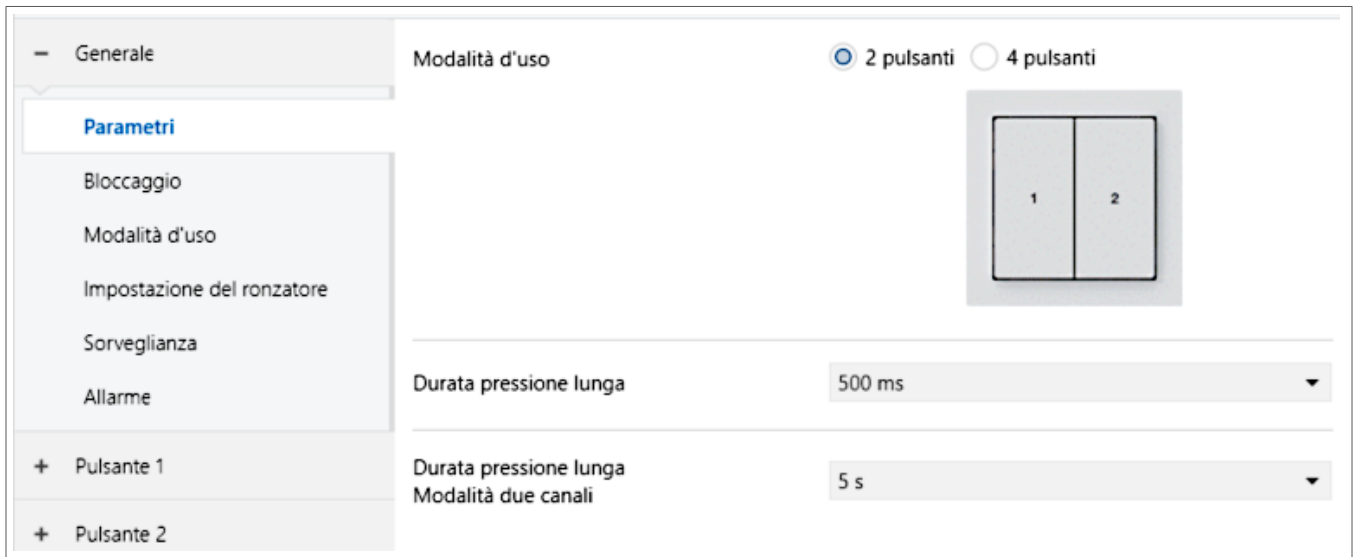 Generale
Parametri
Bloccaggio
Modalità d'uso
Impostazione del ronzatore
Sorveglianza
Allarme
Pulsante 1
Pulsante 2
Modalità d'uso
2 pulsanti
4 pulsanti
1
2
Durata pressione lunga
500 ms
Durata pressione lunga
Modalità due canali
5 s